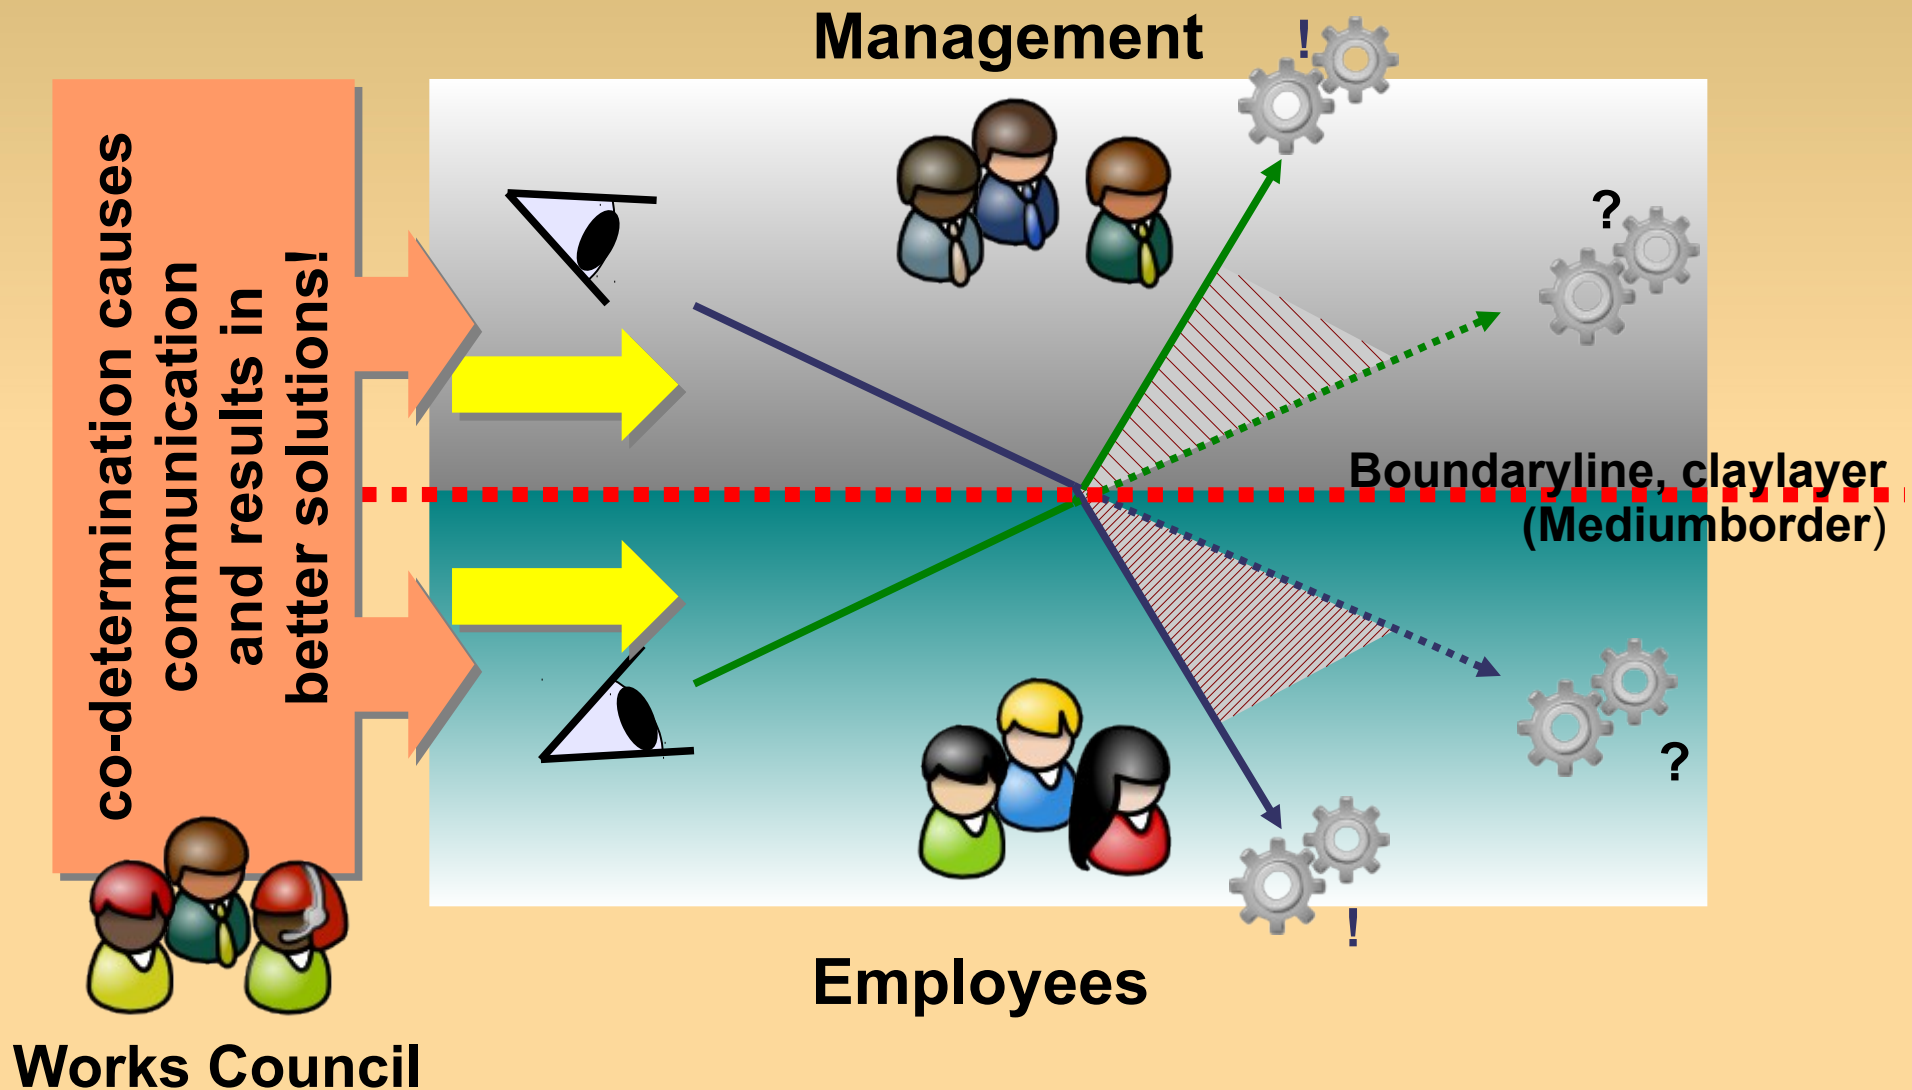 Management
!
co-determination causes
communication
and results in
better solutions!
?
Boundaryline, claylayer
(Mediumborder)
?
!
Employees
Works Council